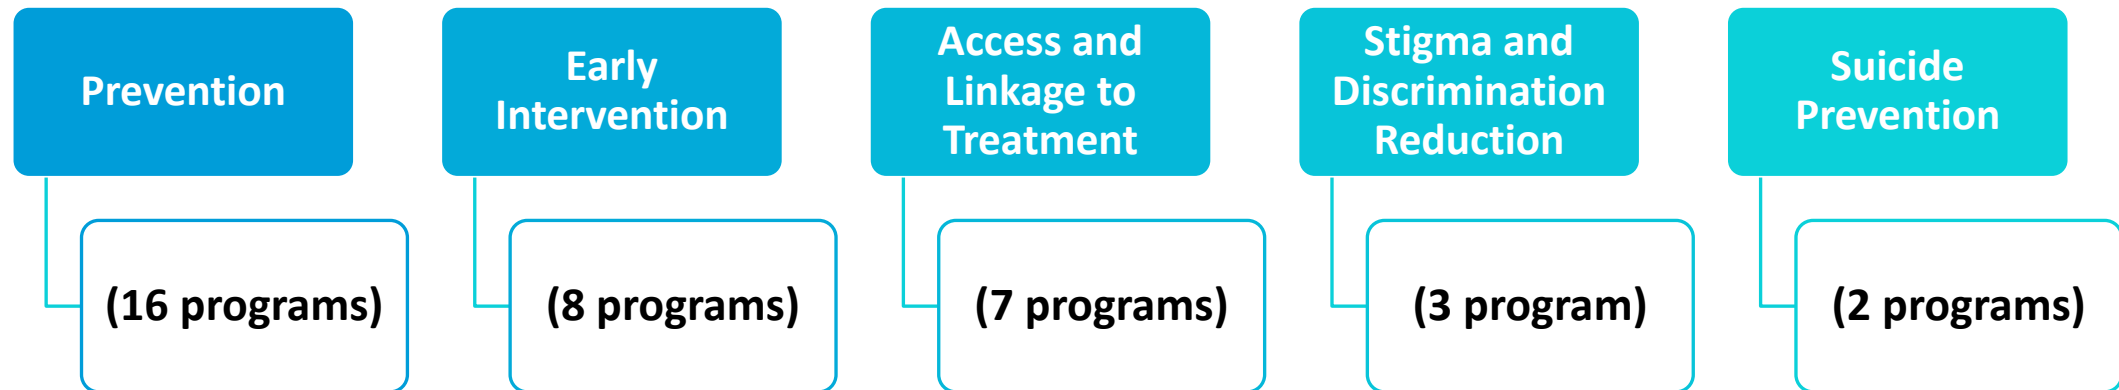 Prevention
(16 programs)
Early
Intervention
(8 programs)
Access and
Linkage to
Treatment
(7 programs)
Stigma and
Discrimination
Reduction
(3 program)
Suicide
Prevention
(2 programs)